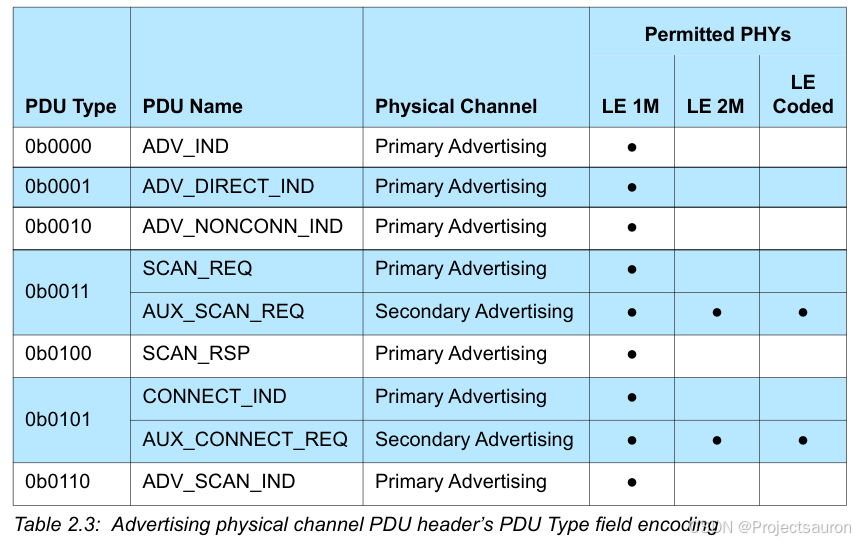 Permitted PHYs
PDU Type PDU Name Physical Channel LE 1M LE 2M LE Coded
0b0000 ADV_IND Primary Advertising ●
0b0001 ADV_DIRECT_IND Primary Advertising ●
0b0010 ADV_NONCONN_IND Primary Advertising ●
0b0011 SCAN_REQ Primary Advertising ●
AUX_SCAN_REQ Secondary Advertising ● ● ●
0b0100 SCAN_RSP Primary Advertising ●
0b0101 CONNECT_IND Primary Advertising ●
AUX_CONNECT_REQ Secondary Advertising ● ● ●
0b0110 ADV_SCAN_IND Primary Advertising ●
Table 2.3: Advertising physical channel PDU header's PDU Type field encoding
CSDN @Projectsauron